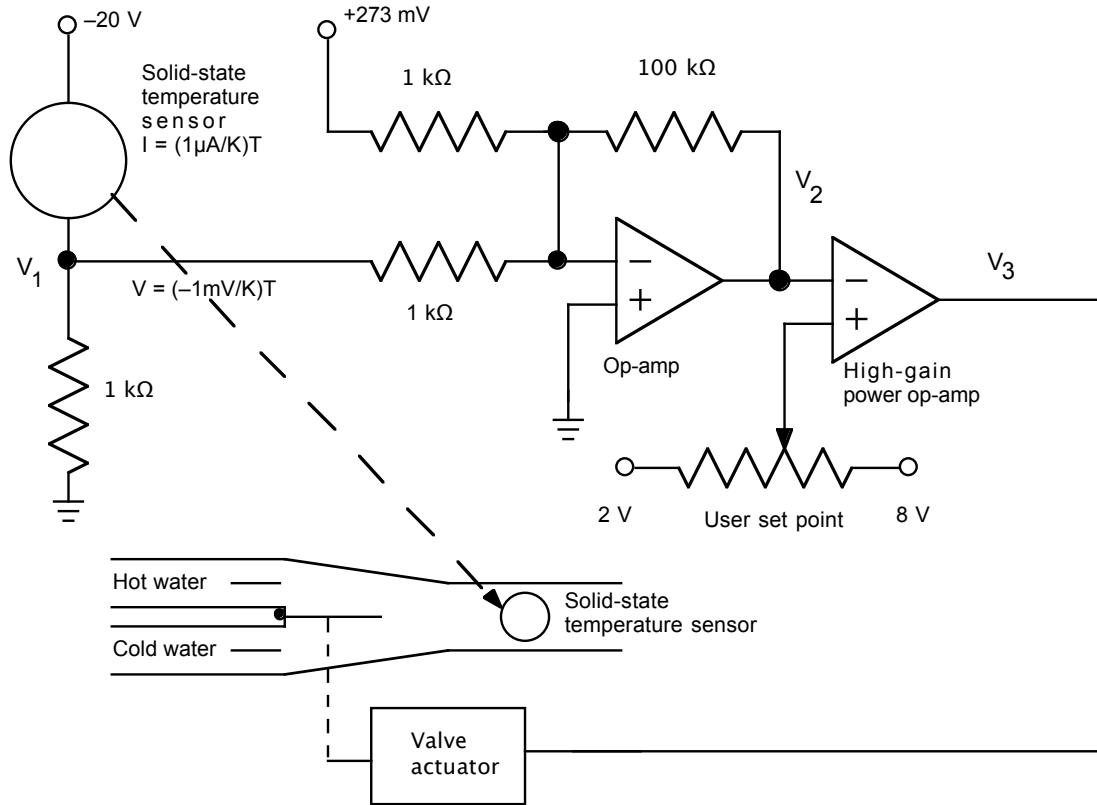 –20 V
+273 mV
Solid-state
temperature
sensor
I = (1µA/K)T
1 kΩ
100 kΩ
V2
V1
V = (–1mV/K)T
1 kΩ
–
+
Op-amp
–
+
High-gain
power op-amp
V3
1 kΩ
2 V
User set point
8 V
Hot water
Cold water
Solid-state
temperature sensor
Valve
actuator